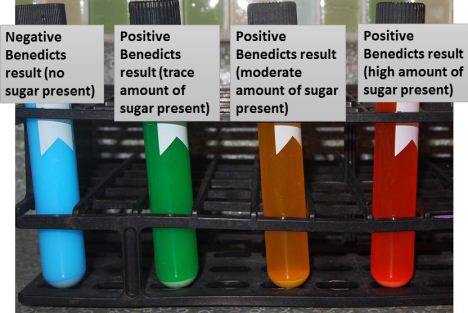 Negative
Benedicts
result (no
sugar present)
Positive
Benedicts
result (trace
amount of
sugar present)
Positive
Benedicts result
(moderate
amount of sugar
present)
Positive
Benedicts result
(high amount of
sugar present)